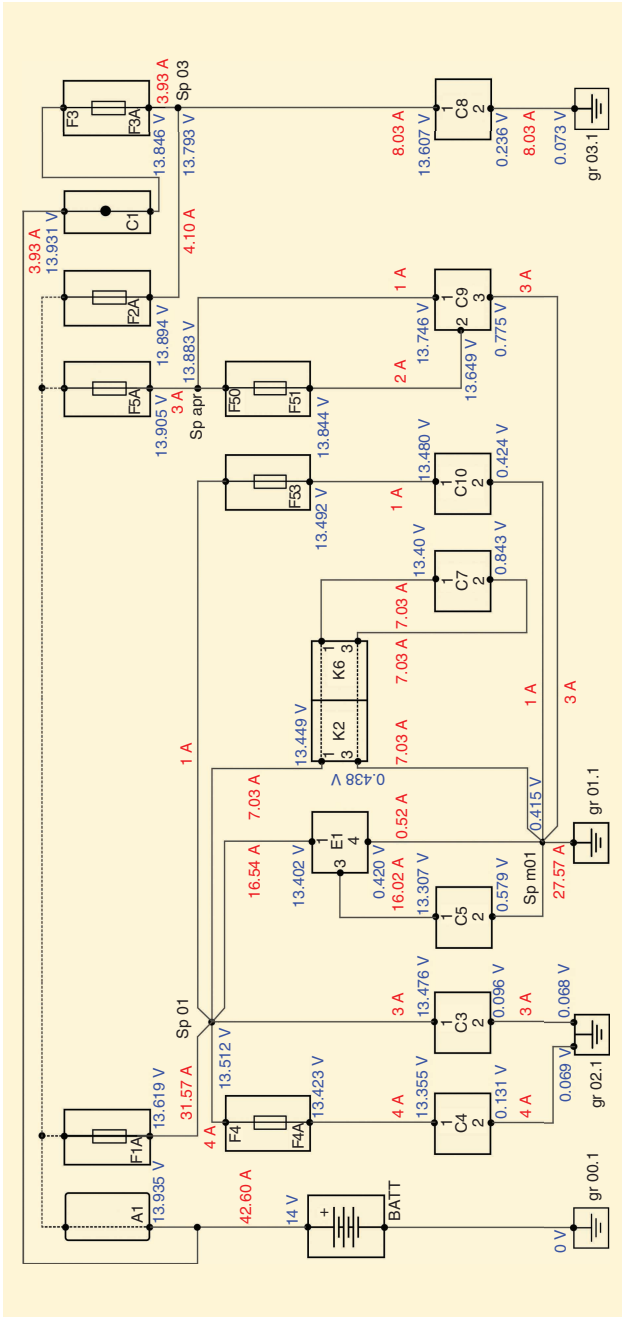 A1
13.935 V
42.60 A
14 V
+
BATT
0 V
gr 00.1
F1A
13.619 V
31.57 A
Sp 01
13.512 V
4 A
F4
F4A
13.423 V
4 A
13.355 V
1
C4
2
0.131 V
4 A
0.069 V
gr 02.1
3 A
13.476 V
1
C3
2
0.096 V
3 A
0.068 V
16.54 A
13.402 V
1
E1
3
4
0.420 V
0.52 A
16.02 A
13.307 V
1
C5
2
0.579 V
Sp m01
0.415 V
27.57 A
gr 01.1
7.03 A
13.449 V
1
K2
3
0.438 V
7.03 A
1
K6
3
7.03 A
7.03 A
13.40 V
1
C7
2
0.843 V
1 A
F53
13.492 V
1 A
13.480 V
1
C10
2
0.424 V
1 A
3 A
F5A
13.905 V
3 A
Sp apr
13.883 V
F50
F51
13.844 V
2 A
13.649 V
1 A
13.746 V
1
2
C9
3
0.775 V
3 A
F2A
13.894 V
4.10 A
3.93 A
13.931 V
C1
F3
F3A
3.93 A
13.846 V
13.793 V
Sp 03
8.03 A
13.607 V
1
C8
2
0.236 V
8.03 A
0.073 V
gr 03.1